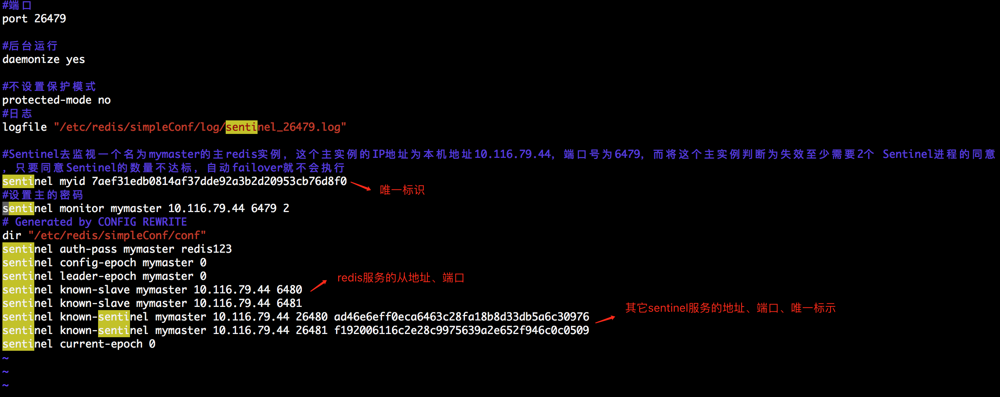 #端口
port 26479
#后台运行
daemonize yes
#不设置保护模式
protected-mode no
#日志
logfile "/etc/redis/simpleConf/log/sentinel_26479.log"
#Sentinel去监视一个名为mymaster的主redis实例，这个主实例的IP地址为本机地址10.116.79.44，端口号为6479，而将这个主实例判断为失效至少需要2个 Sentinel进程的同意
，只要同意Sentinel的数量不达标，自动failover就不会执行
sentinel myid 7aef31edb0814af37dde92a3b2d20953cb76d8f0
唯一标识
#设置主的密码
sentinel monitor mymaster 10.116.79.44 6479 2
# Generated by CONFIG REWRITE
dir "/etc/redis/simpleConf/conf"
sentinel auth-pass mymaster redis123
sentinel config-epoch mymaster 0
sentinel leader-epoch mymaster 0
redis服务的从地址、端口
sentinel known-slave mymaster 10.116.79.44 6480
sentinel known-slave mymaster 10.116.79.44 6481
其它sentinel服务的地址、端口、唯一标示
sentinel known-sentinel mymaster 10.116.79.44 26480 ad46e6eff0eca6463c28fa18b8d33db5a6c30976
sentinel known-sentinel mymaster 10.116.79.44 26481 f192006116c2e28c9975639a2e652f946c0c0509
sentinel current-epoch 0
~
~
~